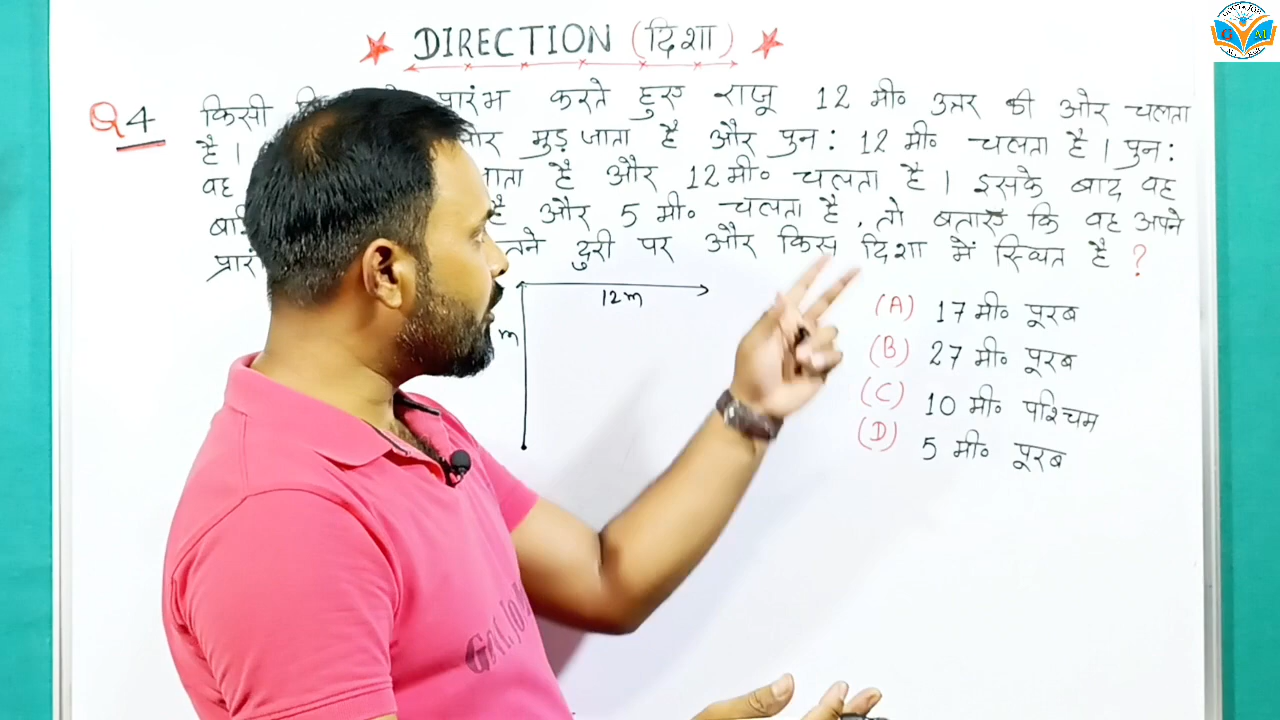 DIRECTION (दिशा)
Q4 किसी प्रारंभ करते हुए राजू 12 मी० उत्तर की ओर चलता
है। मुड़ जाता है और पुन: 12 मी० चलता है। पुन:
वह जाता है और 12 मी० चलता है। इसके बाद वह
है और 5 मी० चलता है, तो बताए कि वह अपने
दुरी पर और किस दिशा में स्थित है ?
12m
m
(A) 17 मी० पूरब
(B) 27 मी० पूरब
(C) 10 मी० पश्चिम
(D) 5 मी० पूरब